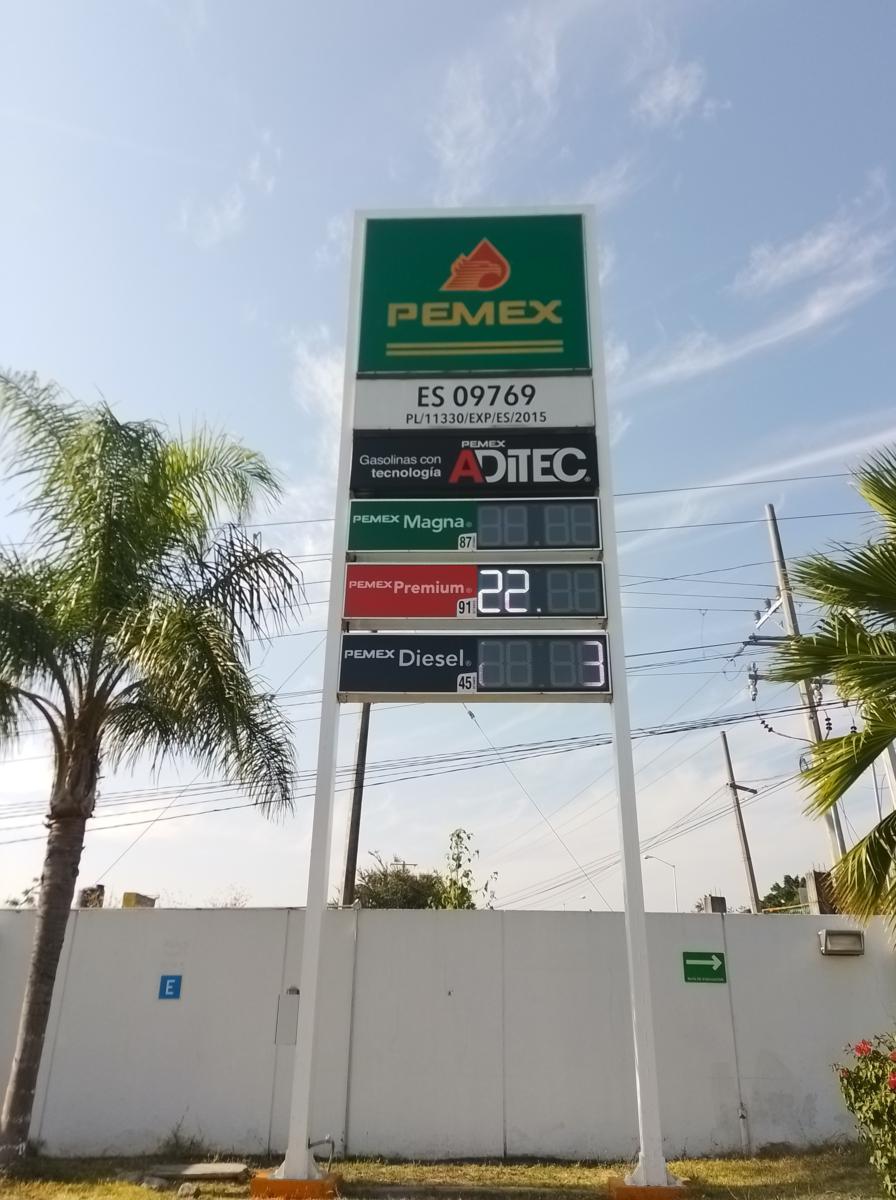 PEMEX
ES 09769
PL/11330/EXP/ES/2015
Gasolinas con tecnología PEMEX ADiTEC®
PEMEX Magna® 87
PEMEX Premium® 91 22.
PEMEX Diesel® 45 3
E